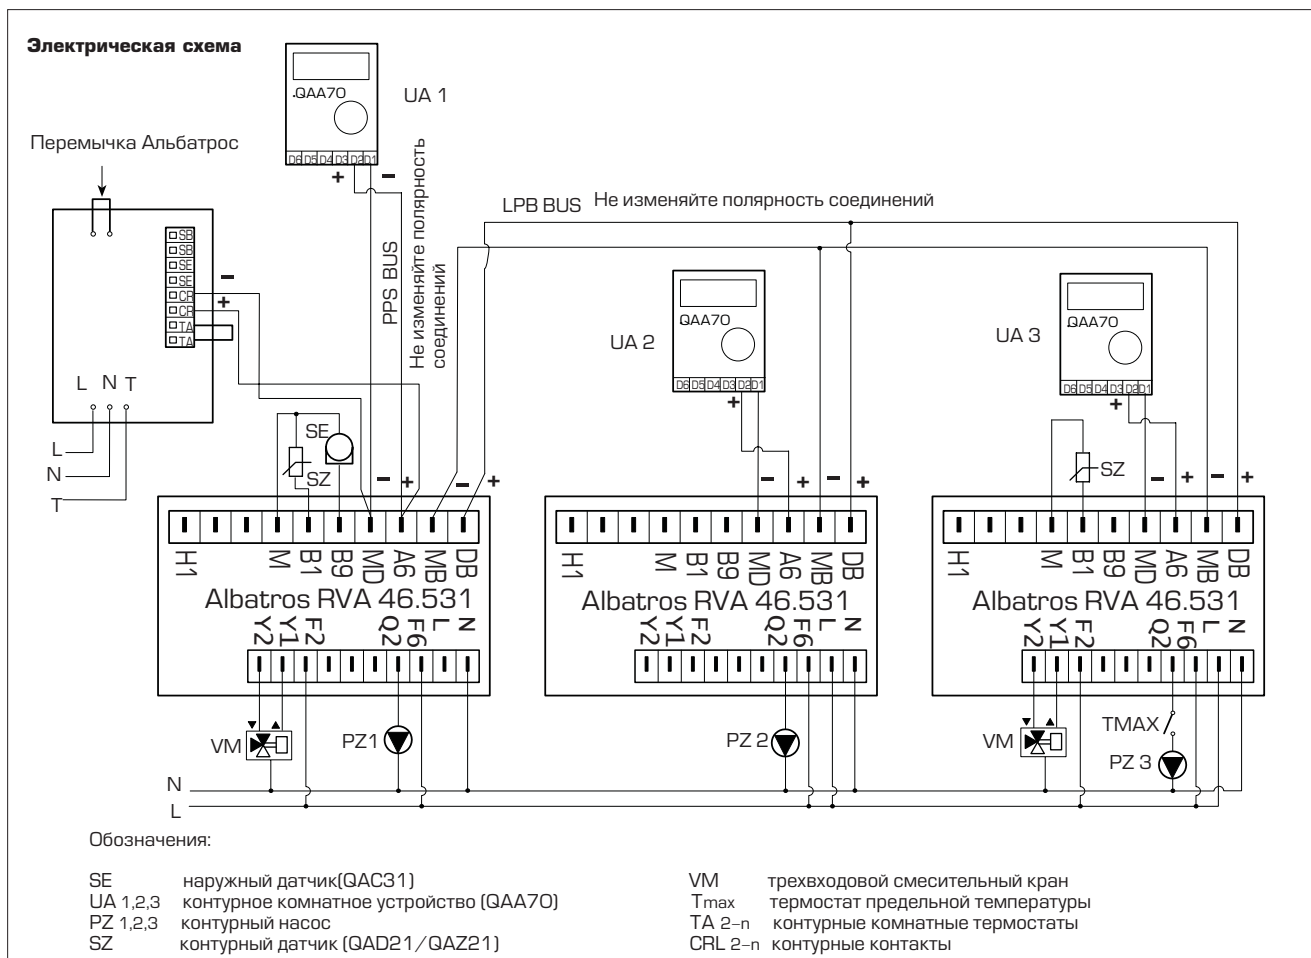 Электрическая схема
.QAA70
D6 D5 D4 D3 D2 D1
UA 1
+ −
Перемычка Альбатрос
SB
SB
SE
SE
CR
CR
TA
TA
−
+
L N T
L
N
T
PPS BUS
Не изменяйте полярность
соединений
LPB BUS Не изменяйте полярность соединений
QAA70
D6 D5 D4 D3 D2 D1
UA 2
+
.QAA70
D6 D5 D4 D3 D2 D1
UA 3
+
SE
SZ
− + − +
− + − +
SZ
− + − +
H1 M B1 B9 MD A6 MB DB
Albatros RVA 46.531
Y2 Y1 F2 Q2 F6 L N
H1 M B1 B9 MD A6 MB DB
Albatros RVA 46.531
Y2 Y1 F2 Q2 F6 L N
H1 M B1 B9 MD A6 MB DB
Albatros RVA 46.531
Y2 Y1 F2 Q2 F6 L N
VM
PZ1
PZ 2
VM
TMAX
PZ 3
N
L
Обозначения:
SE наружный датчик(QAC31)
UA 1,2,3 контурное комнатное устройство (QAA70)
PZ 1,2,3 контурный насос
SZ контурный датчик (QAD21/QAZ21)
VM трехвходовой смесительный кран
Tmax термостат предельной температуры
TA 2-n контурные комнатные термостаты
CRL 2-n контурные контакты